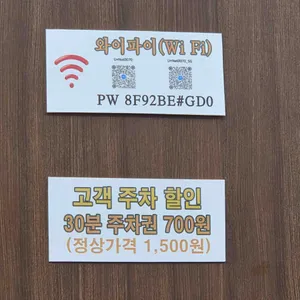 와이파이(Wi Fi)
PW 8F92BE#GD0
고객 주차 할인
30분 주차권 700원
(정상가격 1,500원)